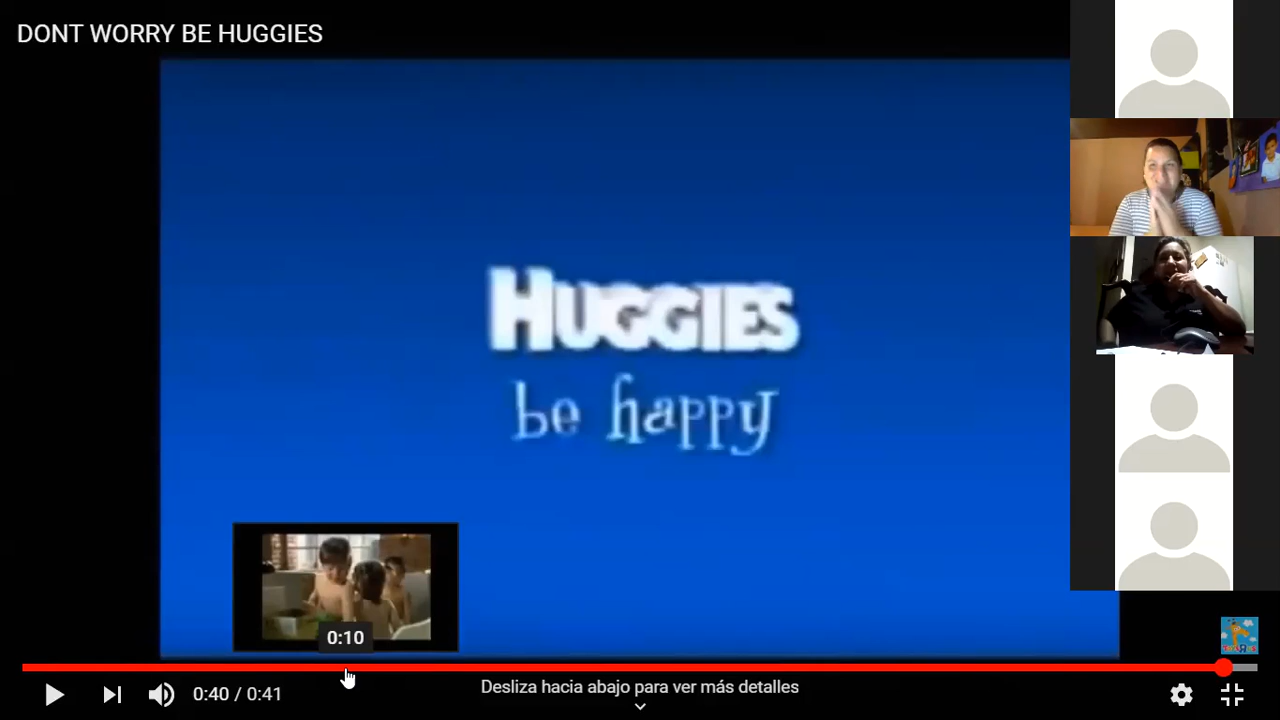 DONT WORRY BE HUGGIES
HUGGIES
be happy
0:10
0:40 / 0:41
Desliza hacia abajo para ver más detalles